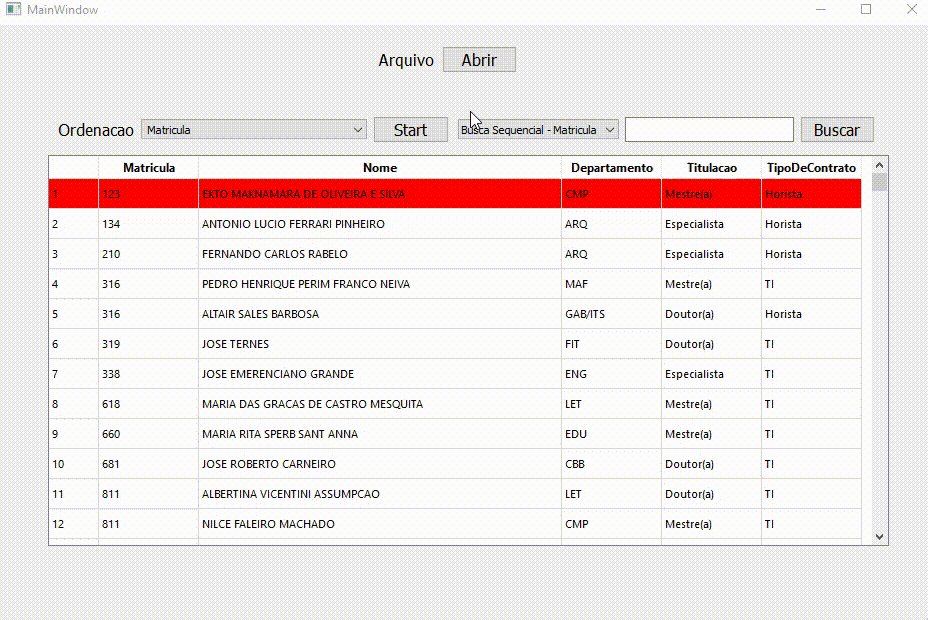 MainWindow
Arquivo Abrir
Ordenacao Matricula Start Busca Sequencial - Matricula Buscar
Matricula Nome Departamento Titulacao TipoDeContrato
1 123 EKTO MAKNAMARA DE OLIVEIRA E SILVA CMP Mestre(a) Horista
2 134 ANTONIO LUCIO FERRARI PINHEIRO ARQ Especialista Horista
3 210 FERNANDO CARLOS RABELO ARQ Especialista Horista
4 316 PEDRO HENRIQUE PERIM FRANCO NEIVA MAF Mestre(a) TI
5 316 ALTAIR SALES BARBOSA GAB/ITS Doutor(a) Horista
6 319 JOSE TERNES FIT Doutor(a) TI
7 338 JOSE EMERENCIANO GRANDE ENG Especialista TI
8 618 MARIA DAS GRACAS DE CASTRO MESQUITA LET Mestre(a) TI
9 660 MARIA RITA SPERB SANT ANNA EDU Mestre(a) TI
10 681 JOSE ROBERTO CARNEIRO CBB Doutor(a) TI
11 811 ALBERTINA VICENTINI ASSUMPCAO LET Doutor(a) TI
12 811 NILCE FALEIRO MACHADO CMP Mestre(a) TI